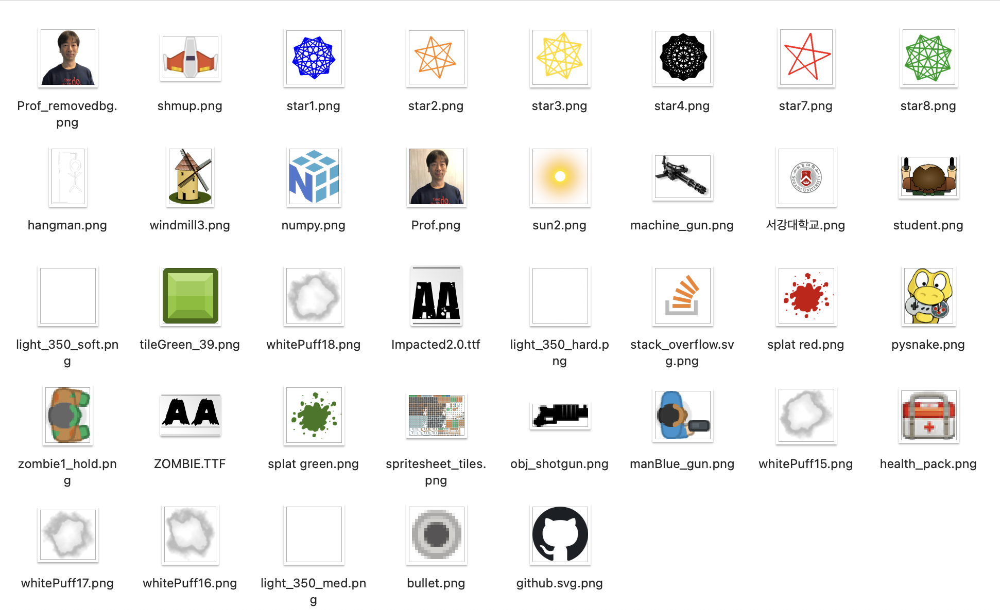 Prof_removedbg.
png
shmup.png
star1.png
star2.png
star3.png
star4.png
star7.png
star8.png
hangman.png
windmill3.png
numpy.png
Prof.png
sun2.png
machine_gun.png
서강대학교.png
student.png
light_350_soft.pn
g
tileGreen_39.png
whitePuff18.png
AA
Impacted2.0.ttf
light_350_hard.p
ng
stack_overflow.sv
g.png
splat red.png
pysnake.png
zombie1_hold.pn
g
AA
ZOMBIE.TTF
splat green.png
spritesheet_tiles.
png
obj_shotgun.png
manBlue_gun.png
whitePuff15.png
health_pack.png
whitePuff17.png
whitePuff16.png
light_350_med.pn
g
bullet.png
github.svg.png